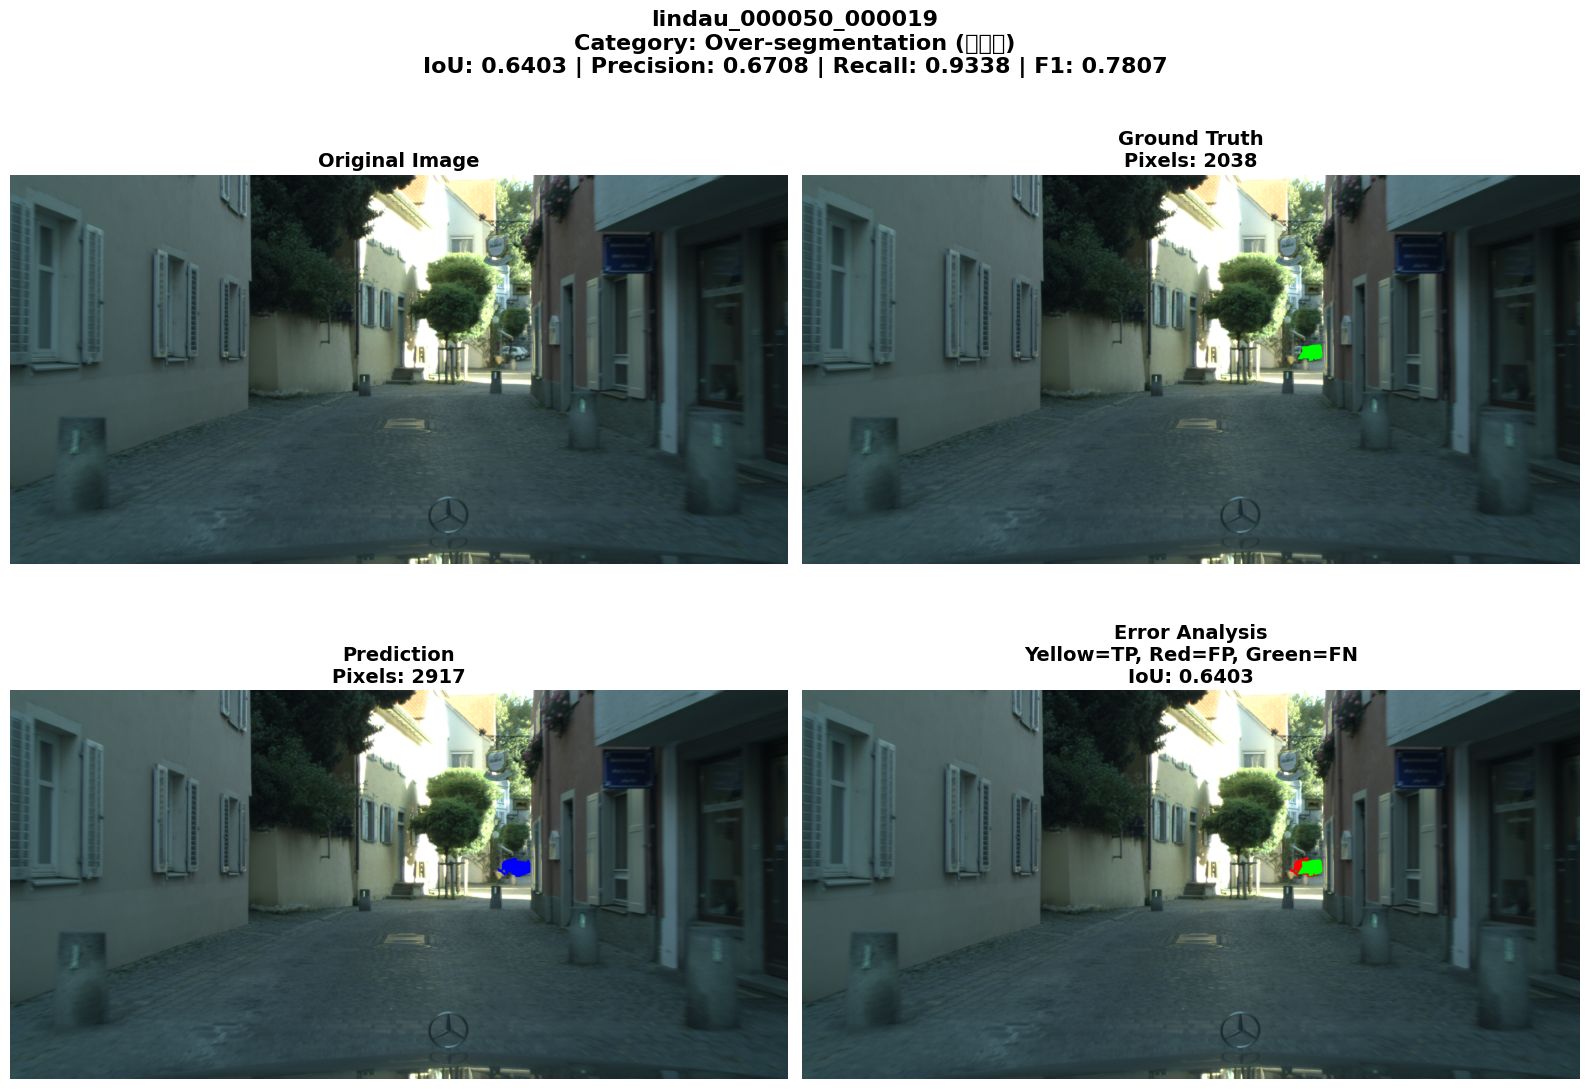 lindau_000050_000019
Category: Over-segmentation (□□□)
IoU: 0.6403 | Precision: 0.6708 | Recall: 0.9338 | F1: 0.7807
Original Image
Ground Truth
Pixels: 2038
Prediction
Pixels: 2917
Error Analysis
Yellow=TP, Red=FP, Green=FN
IoU: 0.6403